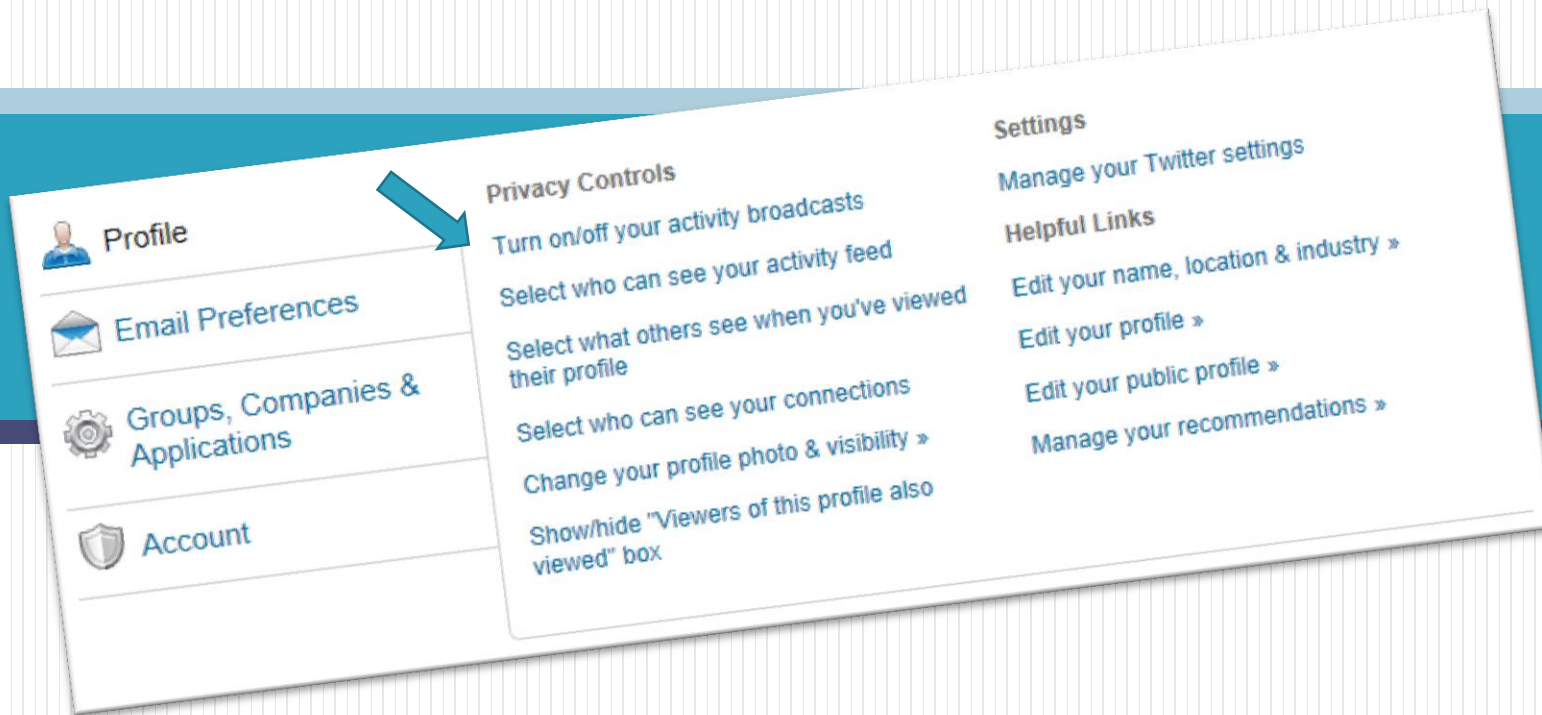 Profile
Email Preferences
Groups, Companies &
Applications
Account
Privacy Controls
Turn on/off your activity broadcasts
Select who can see your activity feed
Select what others see when you've viewed
their profile
Select who can see your connections
Change your profile photo & visibility »
Show/hide "Viewers of this profile also
viewed" box
Settings
Manage your Twitter settings
Helpful Links
Edit your name, location & industry »
Edit your profile »
Edit your public profile »
Manage your recommendations »